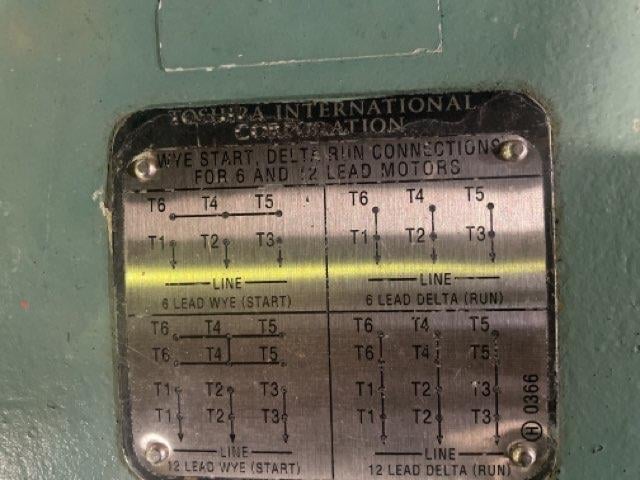 TOSHIBA INTERNATIONAL
CORPORATION
WYE START, DELTA RUN CONNECTIONS
FOR 6 AND 12 LEAD MOTORS
T6 T4 T5
T1 T2 T3
LINE
6 LEAD WYE (START)
T6 T4 T5
T1 T2 T3
LINE
6 LEAD DELTA (RUN)
T6 T4 T5
T6 T4 T5
T1 T2 T3
T1 T2 T3
LINE
12 LEAD WYE (START)
T6 T4 T5
T6 T4 T5
T1 T2 T3
T1 T2 T3
LINE
12 LEAD DELTA (RUN)
H 0366